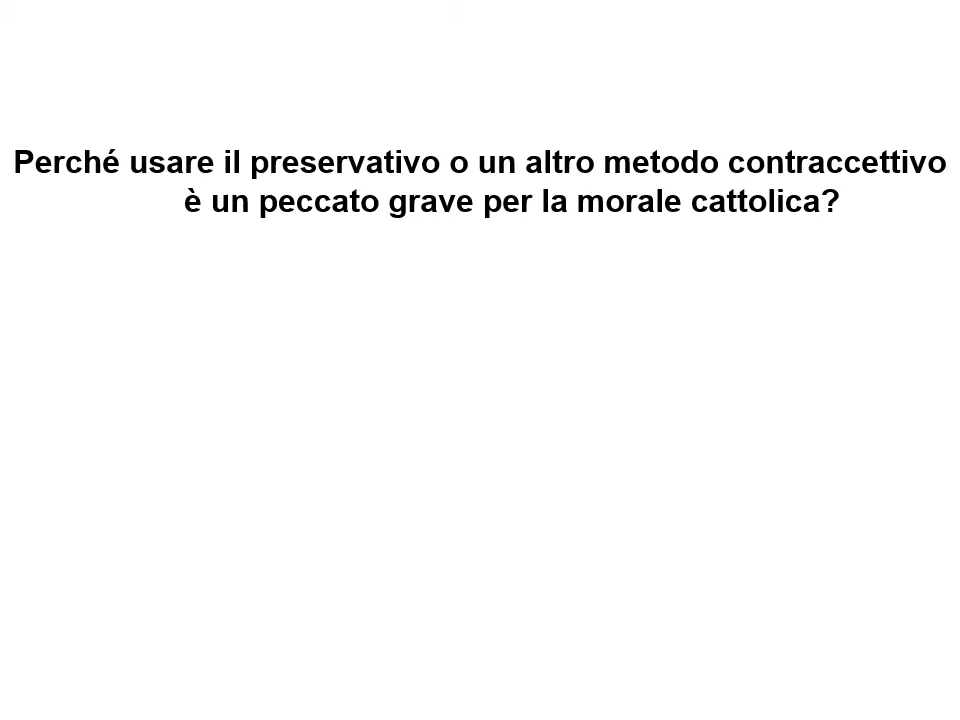 Perché usare il preservativo o un altro metodo contraccettivo
è un peccato grave per la morale cattolica?